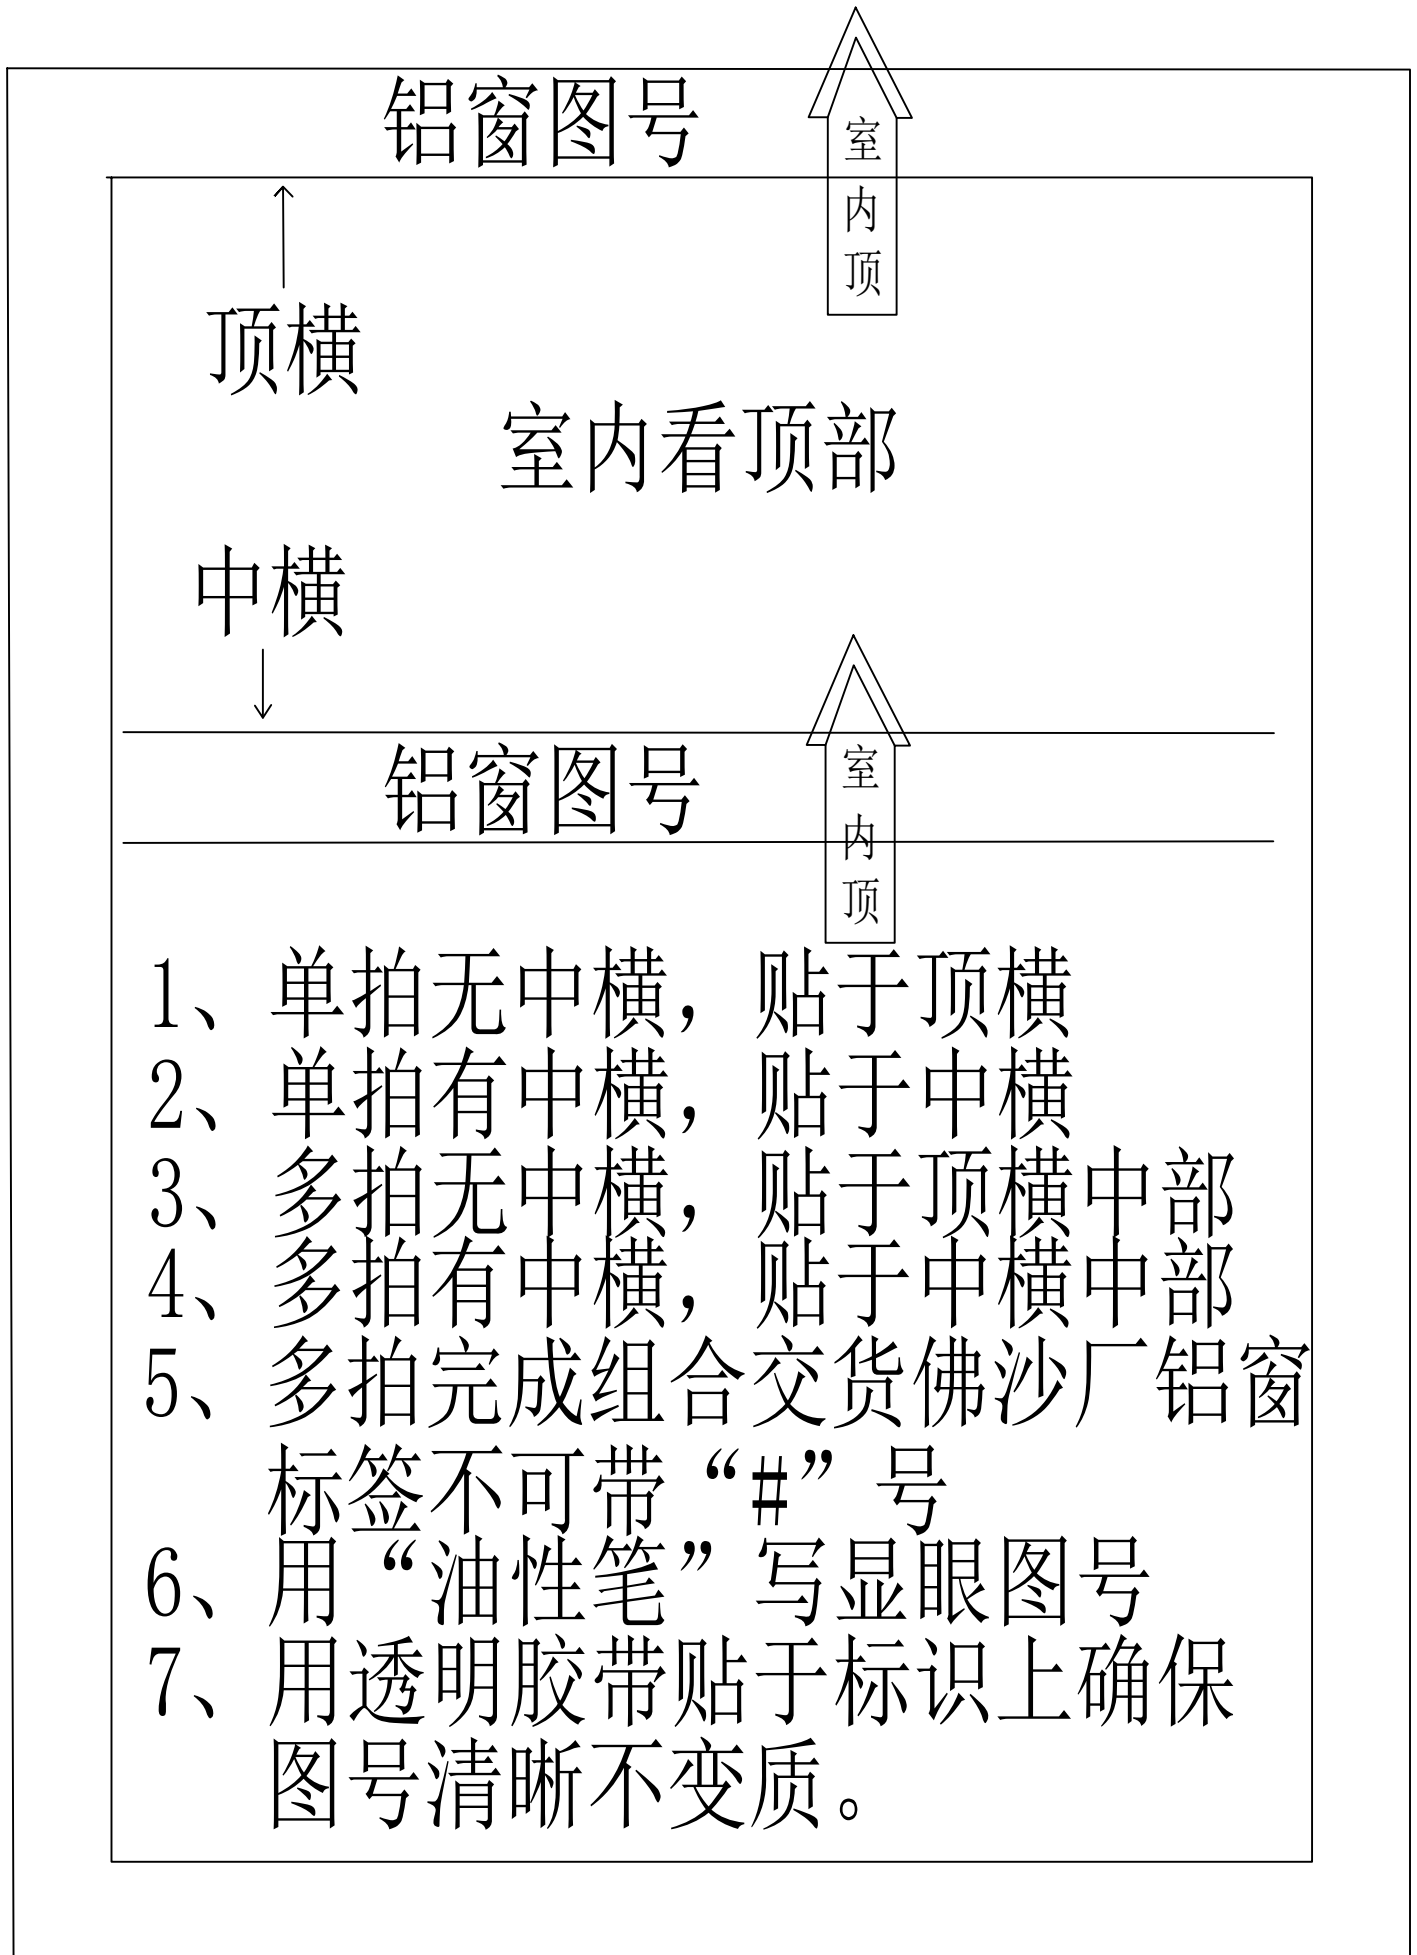 铝窗图号
室内顶
顶横
室内看顶部
中横
铝窗图号
室内顶
1、单拍无中横，贴于顶横
2、单拍有中横，贴于中横
3、多拍无中横，贴于顶横中部
4、多拍有中横，贴于中横中部
5、多拍完成组合交货佛沙厂铝窗
标签不可带“#”号
6、用“油性笔”写显眼图号
7、用透明胶带贴于标识上确保
图号清晰不变质。